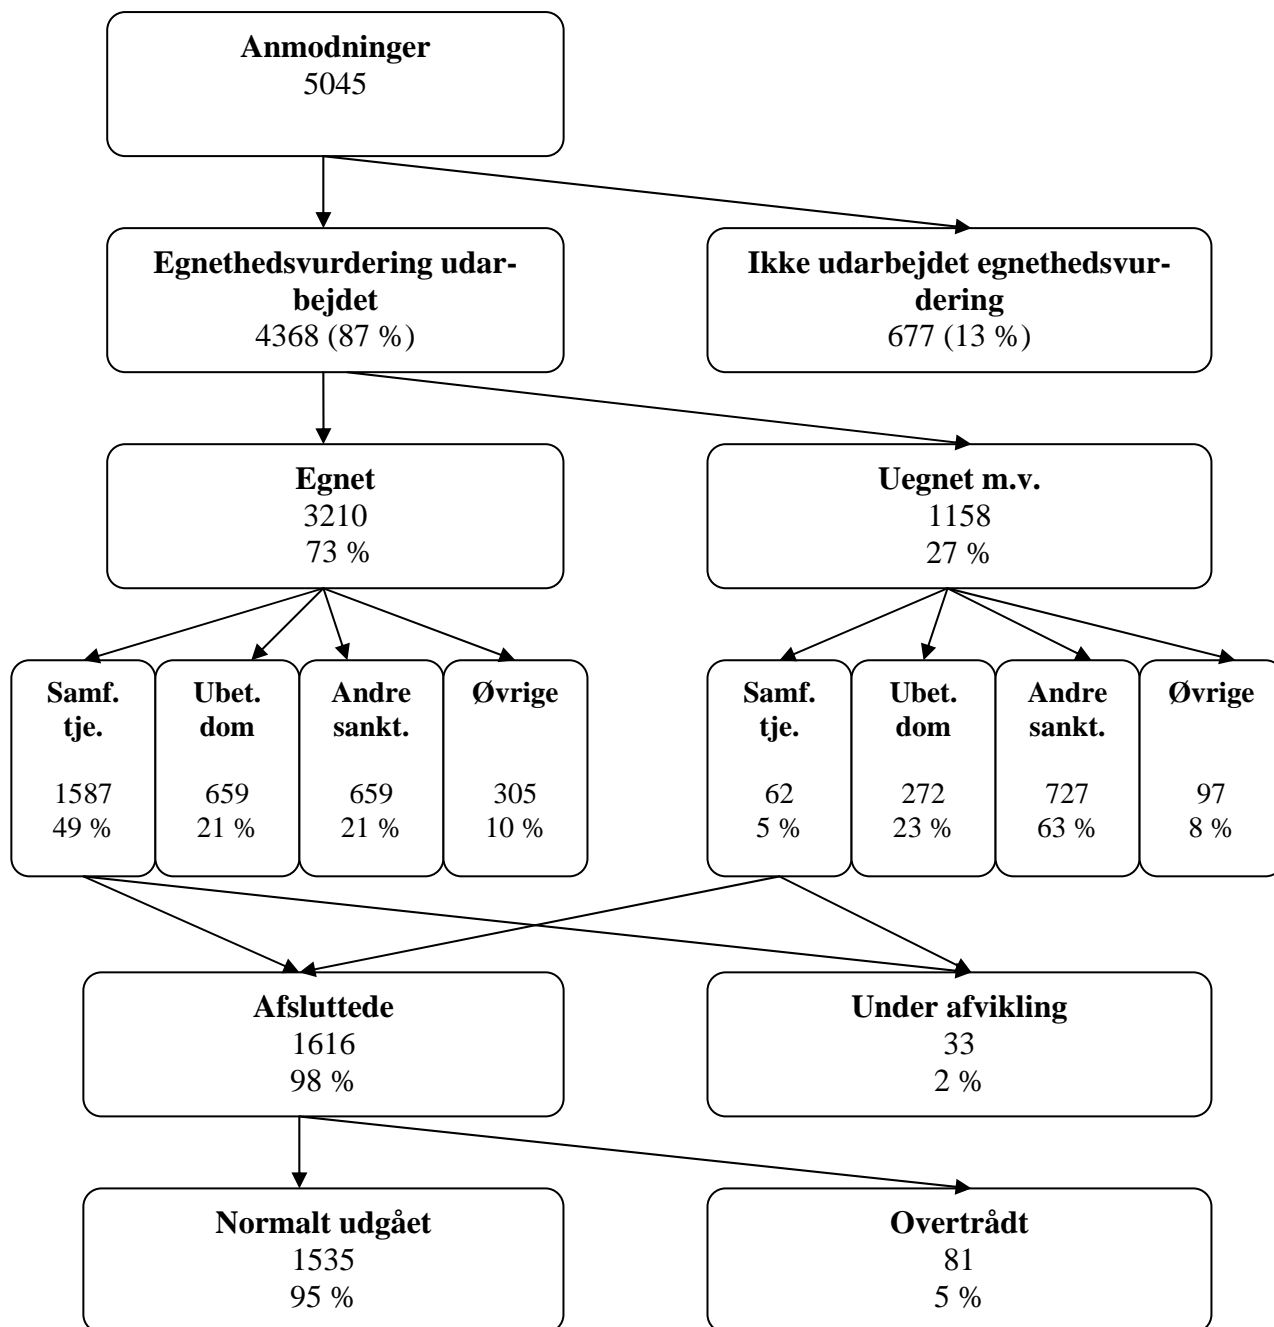 Anmodninger
5045
Egnethedsvurdering udar-
bejdet
4368 (87 %)
Ikke udarbejdet egnethedsvur-
dering
677 (13 %)
Egnet
3210
73 %
Uegnet m.v.
1158
27 %
Samf.
tje.
1587
49 %
Ubet.
dom
659
21 %
Andre
sankt.
659
21 %
Øvrige
305
10 %
Samf.
tje.
62
5 %
Ubet.
dom
272
23 %
Andre
sankt.
727
63 %
Øvrige
97
8 %
Afsluttede
1616
98 %
Under afvikling
33
2 %
Normalt udgået
1535
95 %
Overtrådt
81
5 %